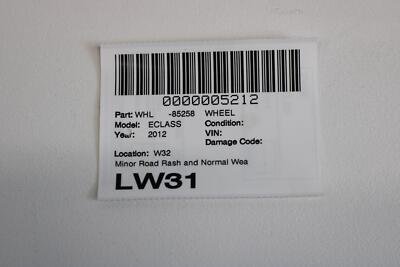 0000005212
Part: WHL -85258 WHEEL
Model: ECLASS Condition:
Year: 2012 VIN:
Damage Code:
Location: W32
Minor Road Rash and Normal Wea
LW31